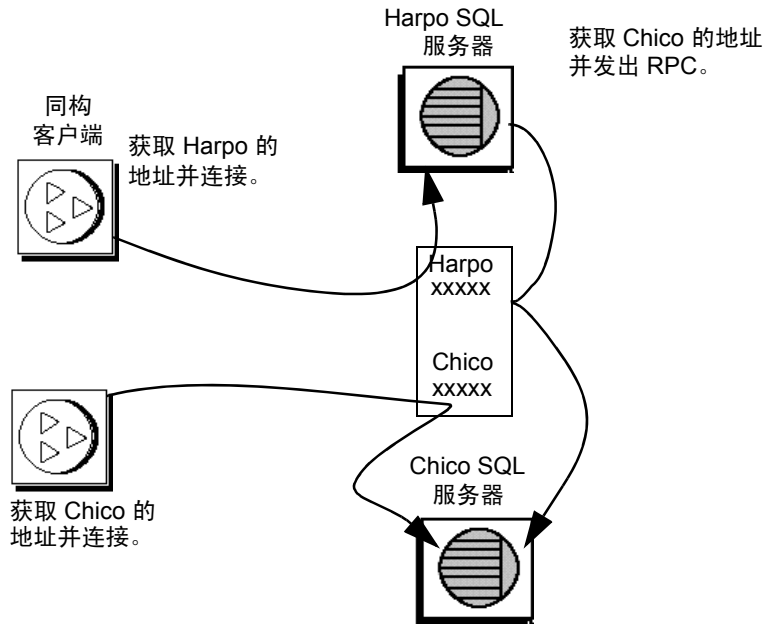 Harpo SQL
服务器
获取 Chico 的地址
并发出 RPC。
同构
客户端
获取 Harpo 的
地址并连接。
Harpo
xxxxx
Chico
xxxxx
Chico SQL
服务器
获取 Chico 的
地址并连接。